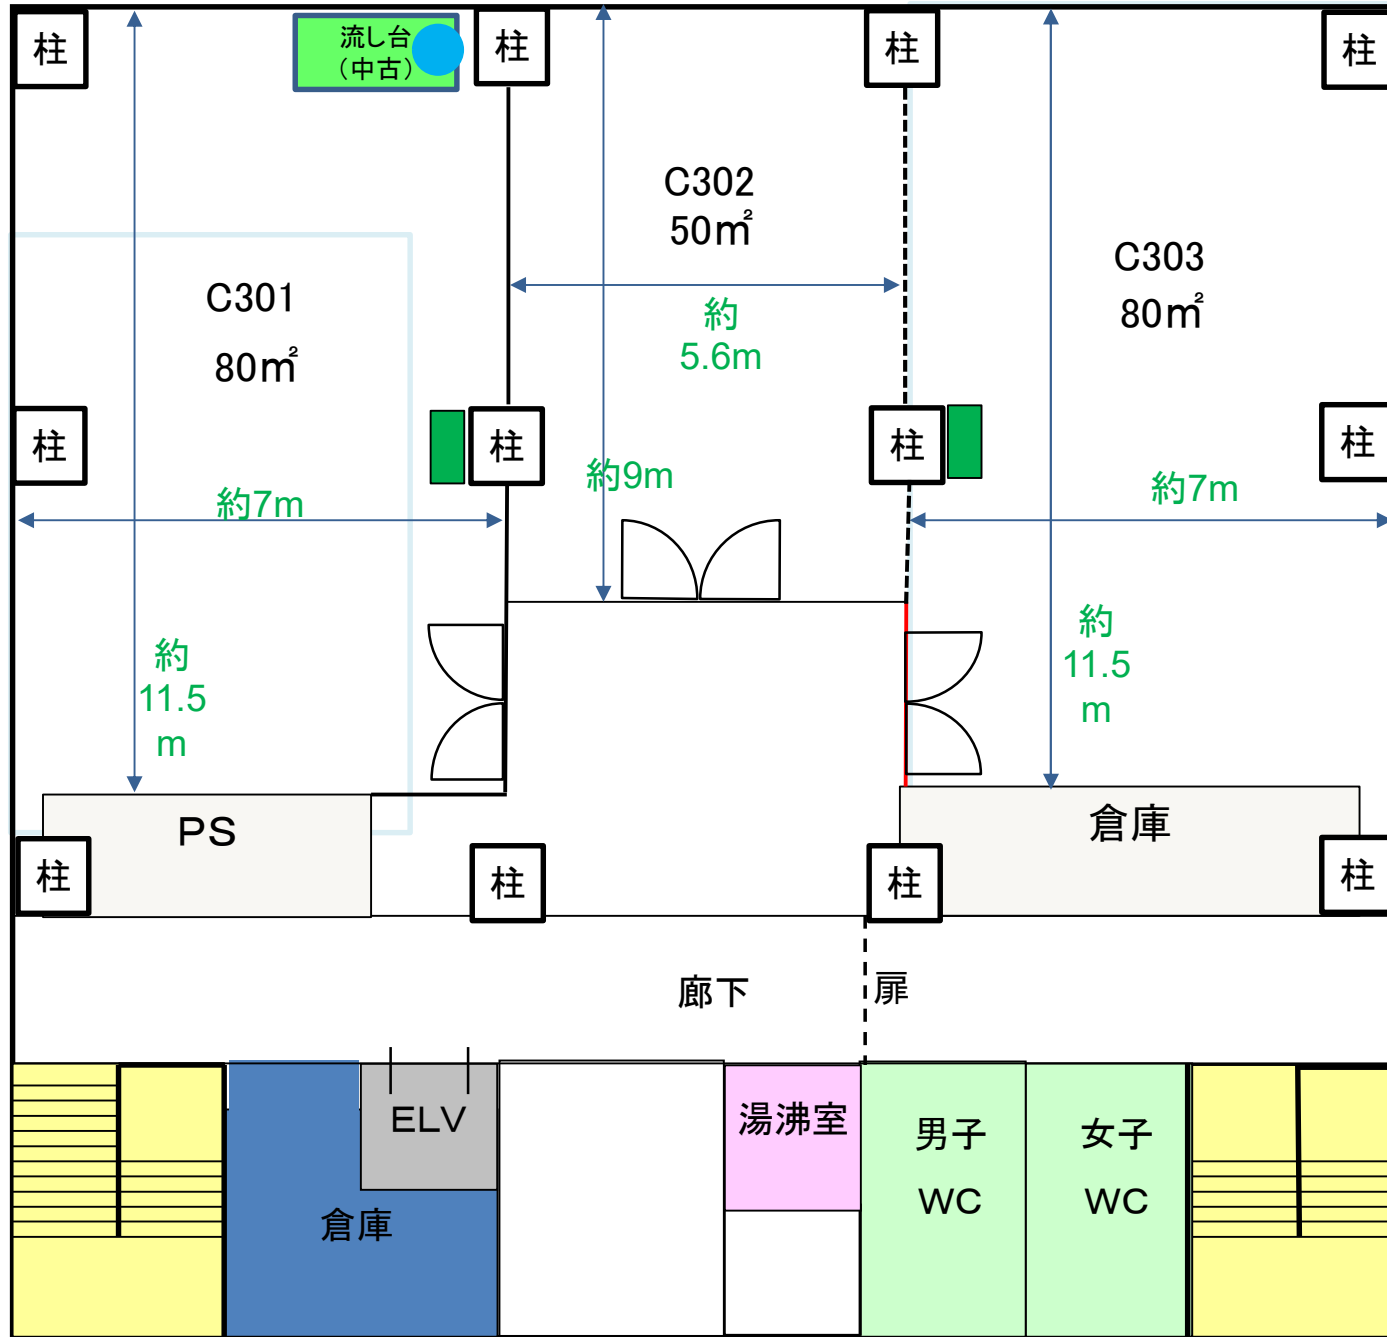 柱
流し台
（中古）
柱
柱
柱
C302
50㎡
C301
80㎡
C303
80㎡
約
5.6m
柱
柱
柱
柱
約9m
約7m
約7m
約
11.5
m
約
11.5
m
PS
倉庫
柱
柱
柱
柱
廊下
扉
ELV
倉庫
湯沸室
男子
WC
女子
WC